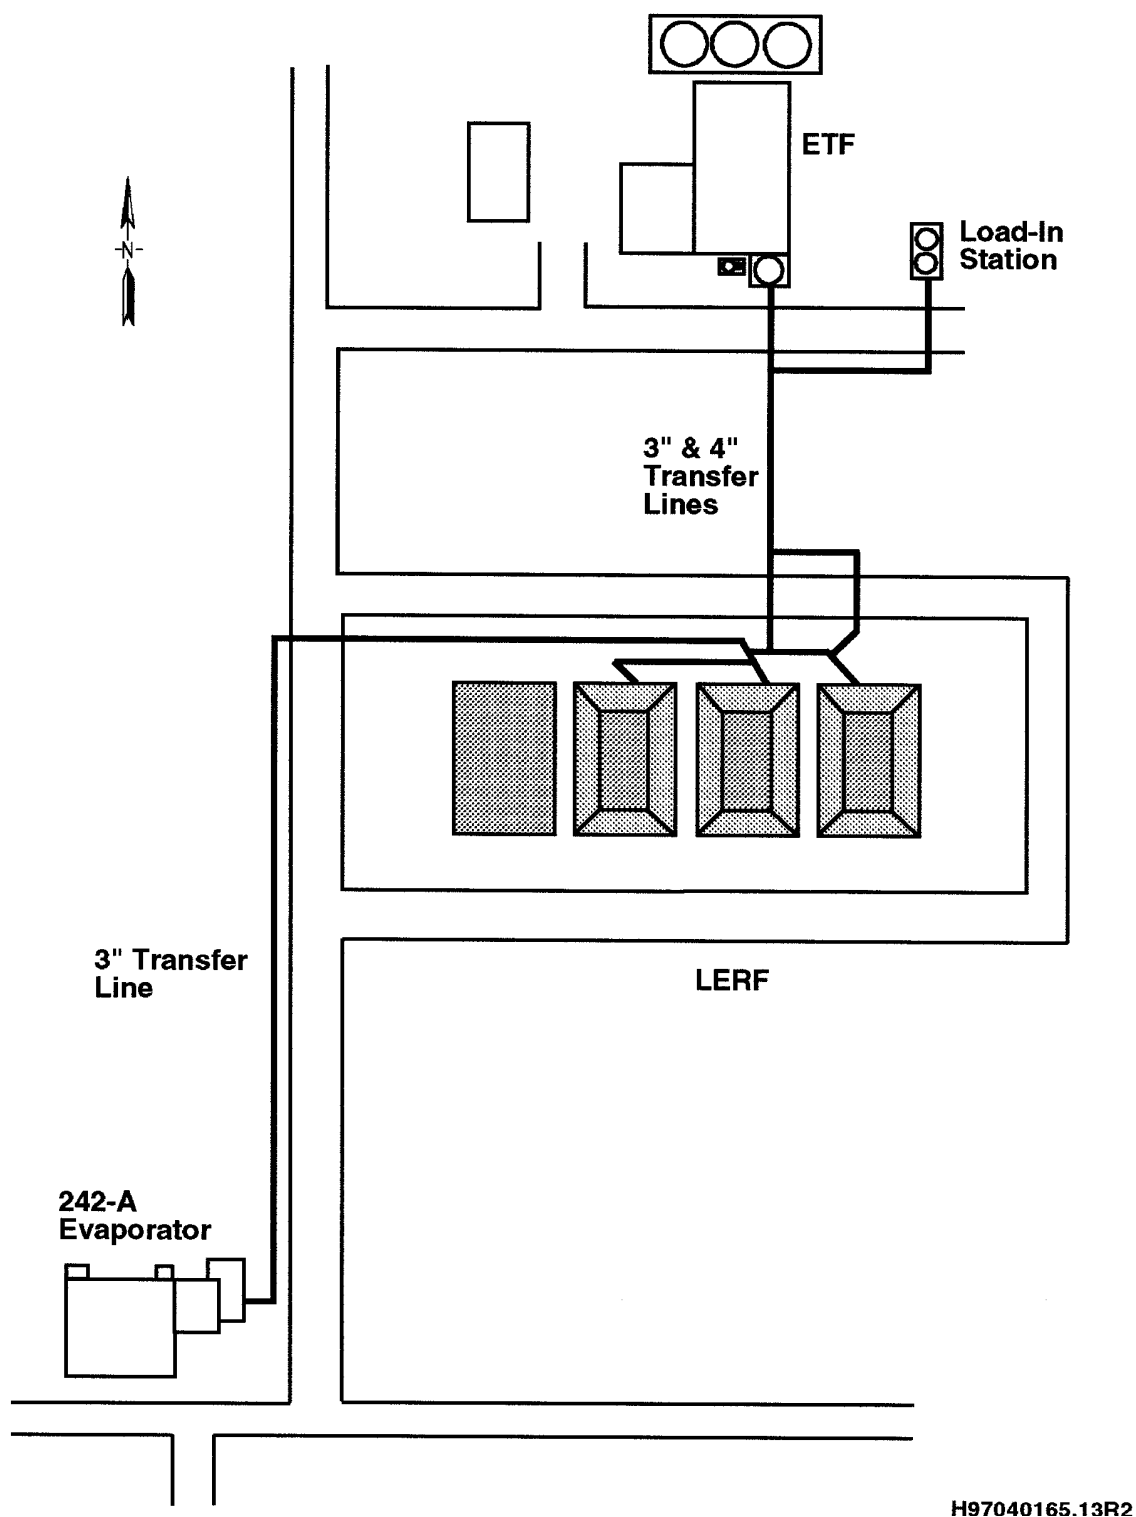 ETF
Load-In
Station
N
3" & 4"
Transfer
Lines
3" Transfer
Line
LERF
242-A
Evaporator
H97040165.13R2